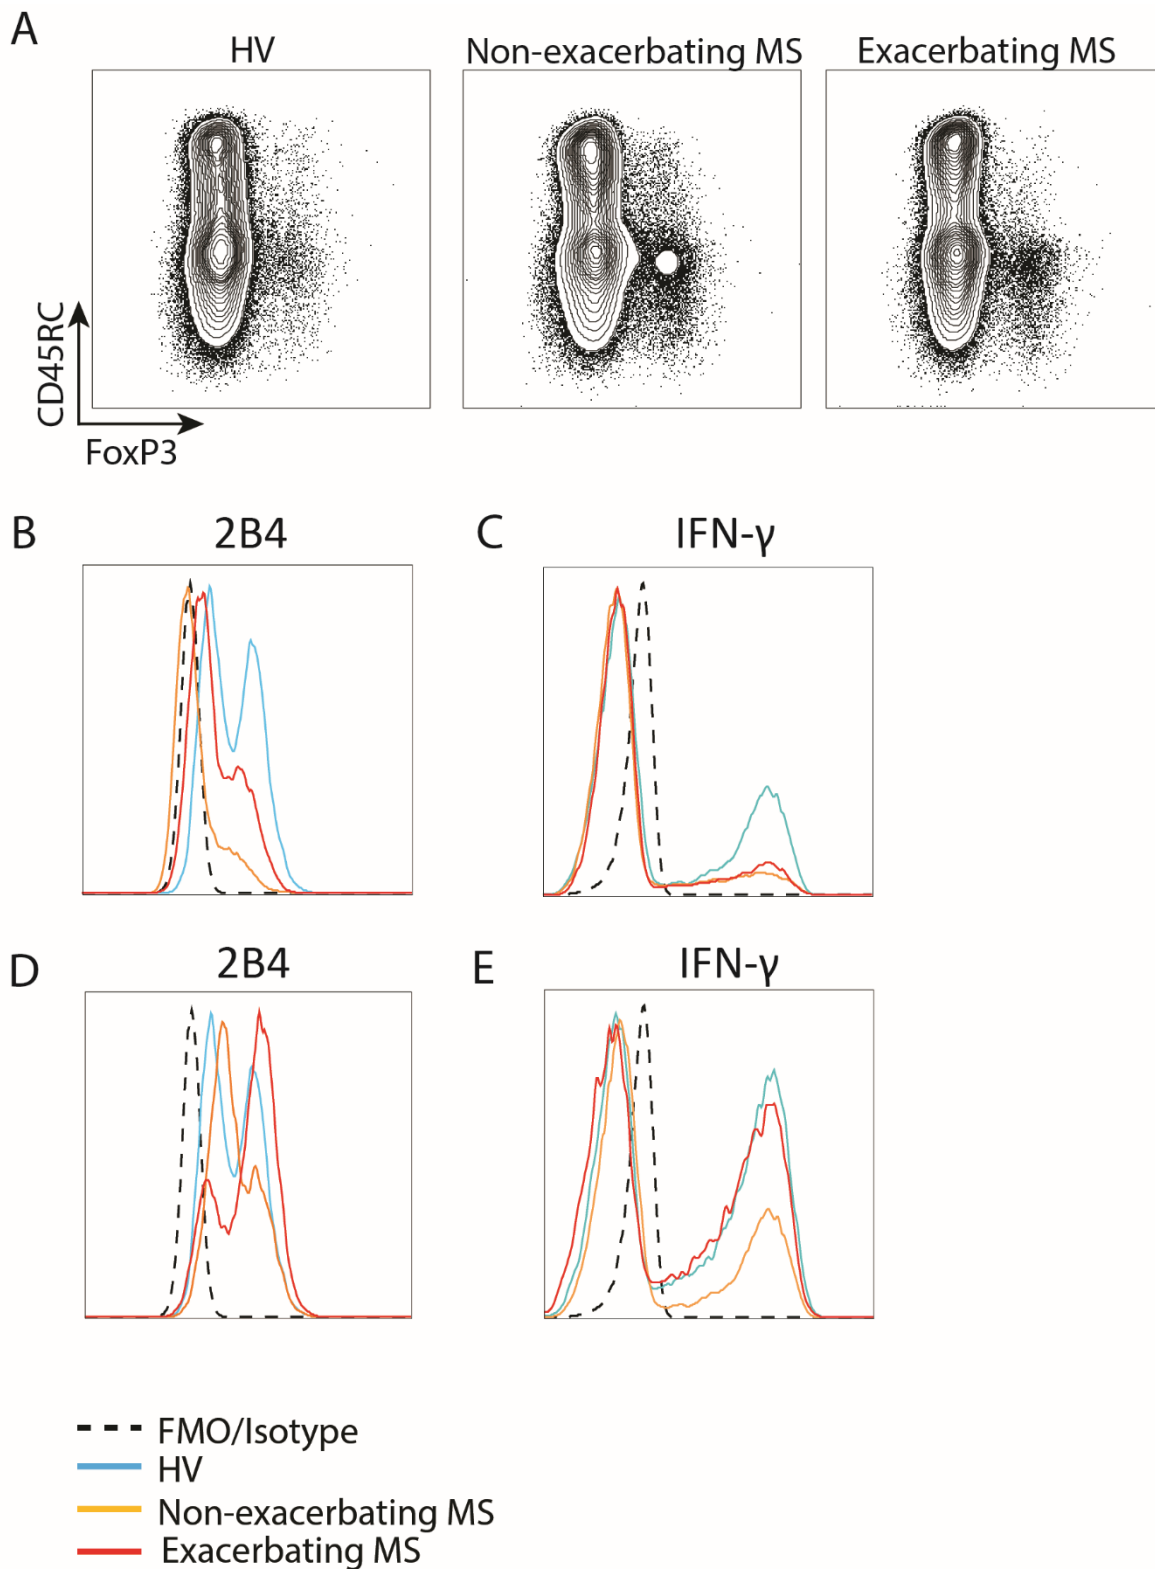 A
HV
Non-exacerbating MS
Exacerbating MS
CD45RC
FoxP3
B
2B4
C
IFN-γ
D
2B4
E
IFN-γ
FMO/Isotype
HV
Non-exacerbating MS
Exacerbating MS